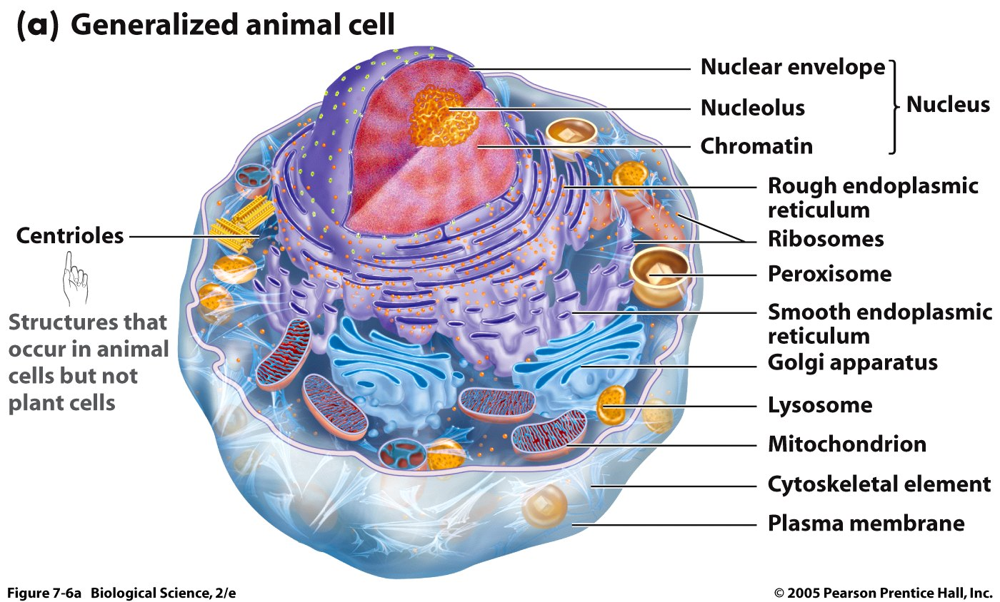 (a) Generalized animal cell
Nuclear envelope
Nucleolus
Chromatin
Nucleus
Rough endoplasmic
reticulum
Ribosomes
Peroxisome
Smooth endoplasmic
reticulum
Golgi apparatus
Lysosome
Mitochondrion
Cytoskeletal element
Plasma membrane
Centrioles
Structures that
occur in animal
cells but not
plant cells
Figure 7-6a Biological Science, 2/e
© 2005 Pearson Prentice Hall, Inc.